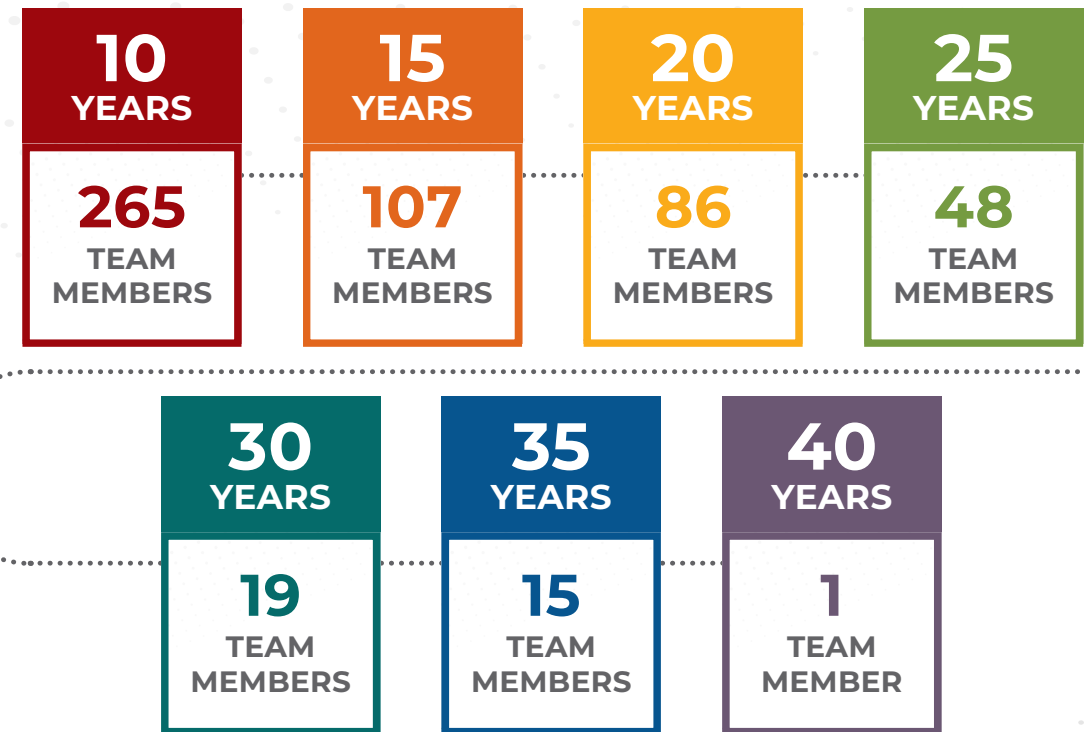 10
YEARS
265
TEAM
MEMBERS
15
YEARS
107
TEAM
MEMBERS
20
YEARS
86
TEAM
MEMBERS
25
YEARS
48
TEAM
MEMBERS
30
YEARS
19
TEAM
MEMBERS
35
YEARS
15
TEAM
MEMBERS
40
YEARS
1
TEAM
MEMBER